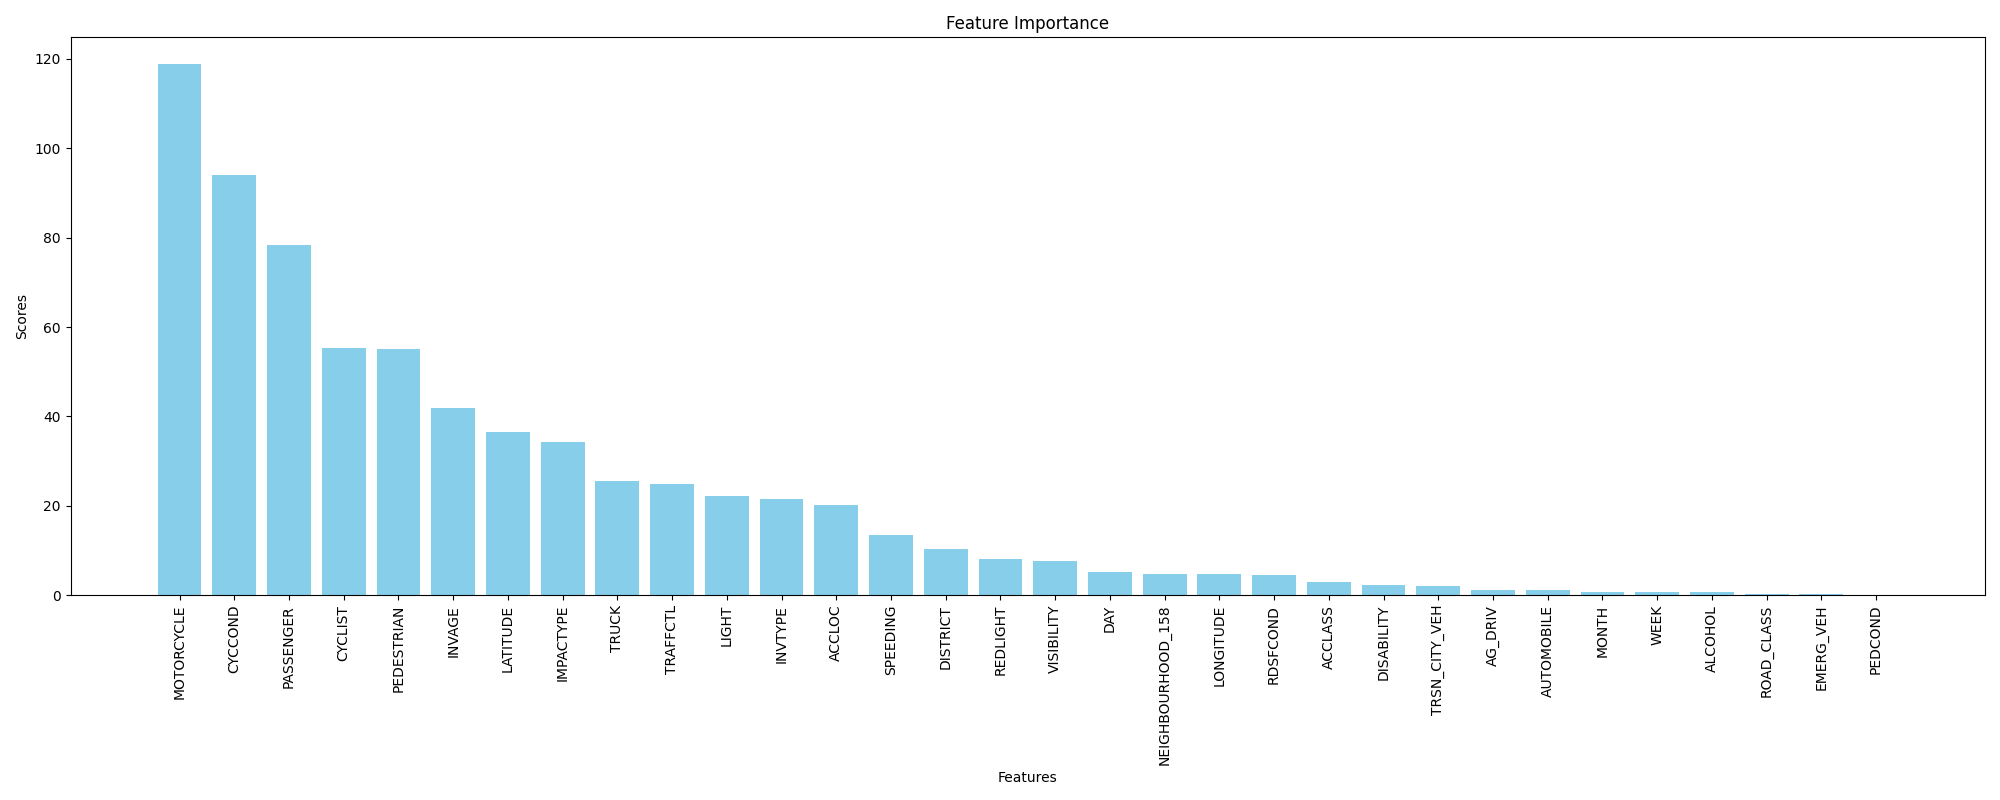 Feature Importance
120
100
80
60
40
20
0
Scores
MOTORCYCLE
CYCCOND
PASSENGER
CYCLIST
PEDESTRIAN
INVAGE
LATITUDE
IMPACTYPE
TRUCK
TRAFFCTL
LIGHT
INVTYPE
ACCLOC
SPEEDING
DISTRICT
REDLIGHT
VISIBILITY
DAY
NEIGHBOURHOOD_158
LONGITUDE
RDSFCOND
ACCLASS
DISABILITY
TRSN_CITY_VEH
AG_DRIV
AUTOMOBILE
MONTH
WEEK
ALCOHOL
ROAD_CLASS
EMERG_VEH
PEDCOND
Features